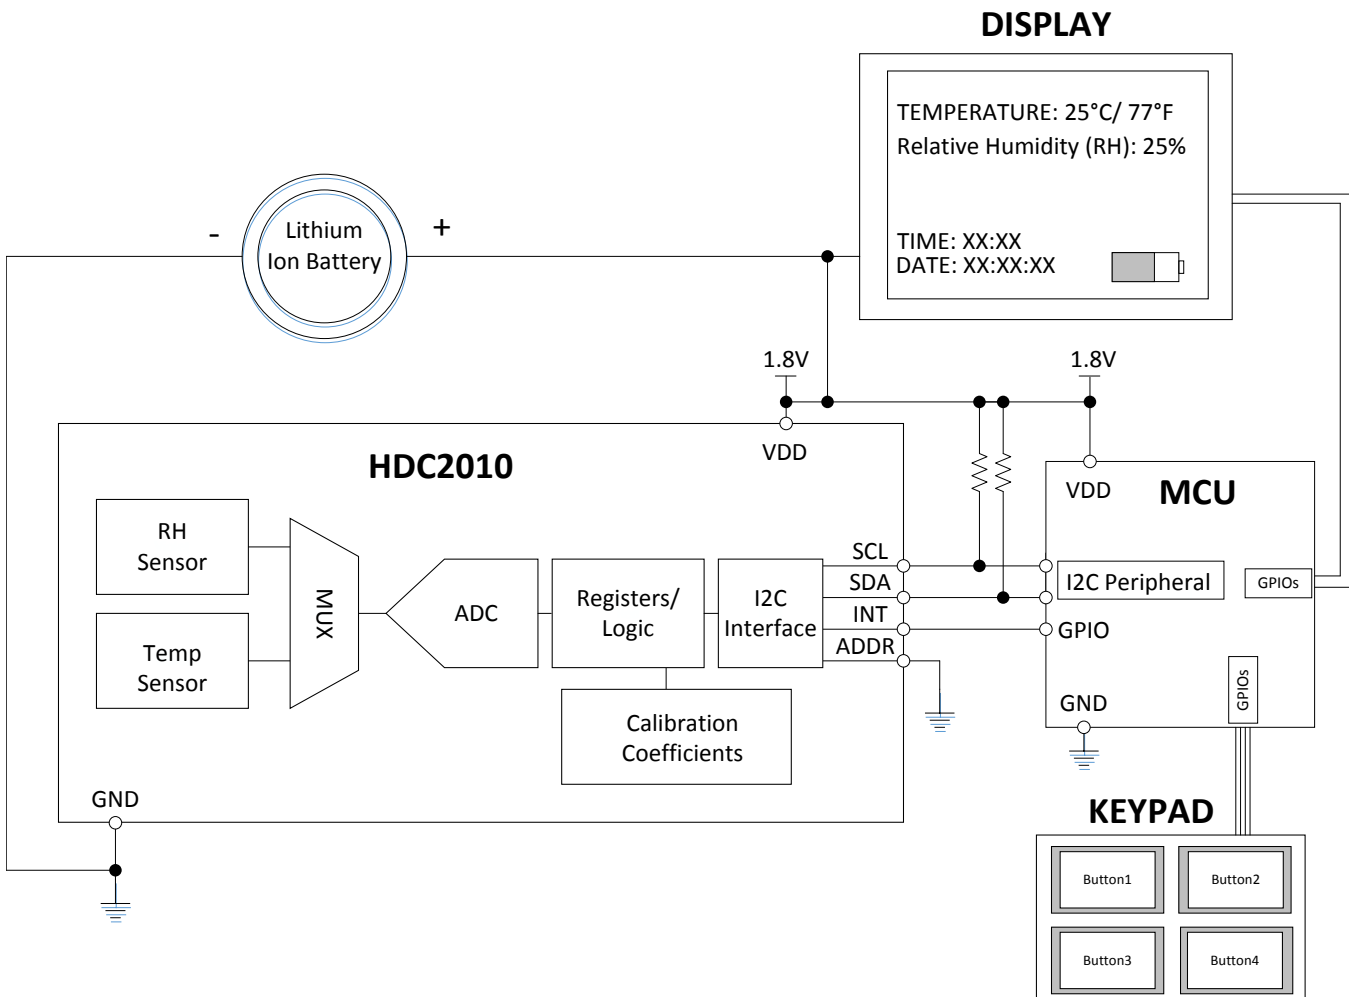 DISPLAY
TEMPERATURE: 25°C/ 77°F
Relative Humidity (RH): 25%
TIME: XX:XX
DATE: XX:XX:XX
-
Lithium
Ion Battery
+
1.8V
1.8V
VDD
HDC2010
RH
Sensor
Temp
Sensor
MUX
ADC
Registers/
Logic
I2C
Interface
Calibration
Coefficients
SCL
SDA
INT
ADDR
GND
VDD
MCU
I2C Peripheral
GPIOs
GPIO
GPIOs
GND
KEYPAD
Button1
Button2
Button3
Button4